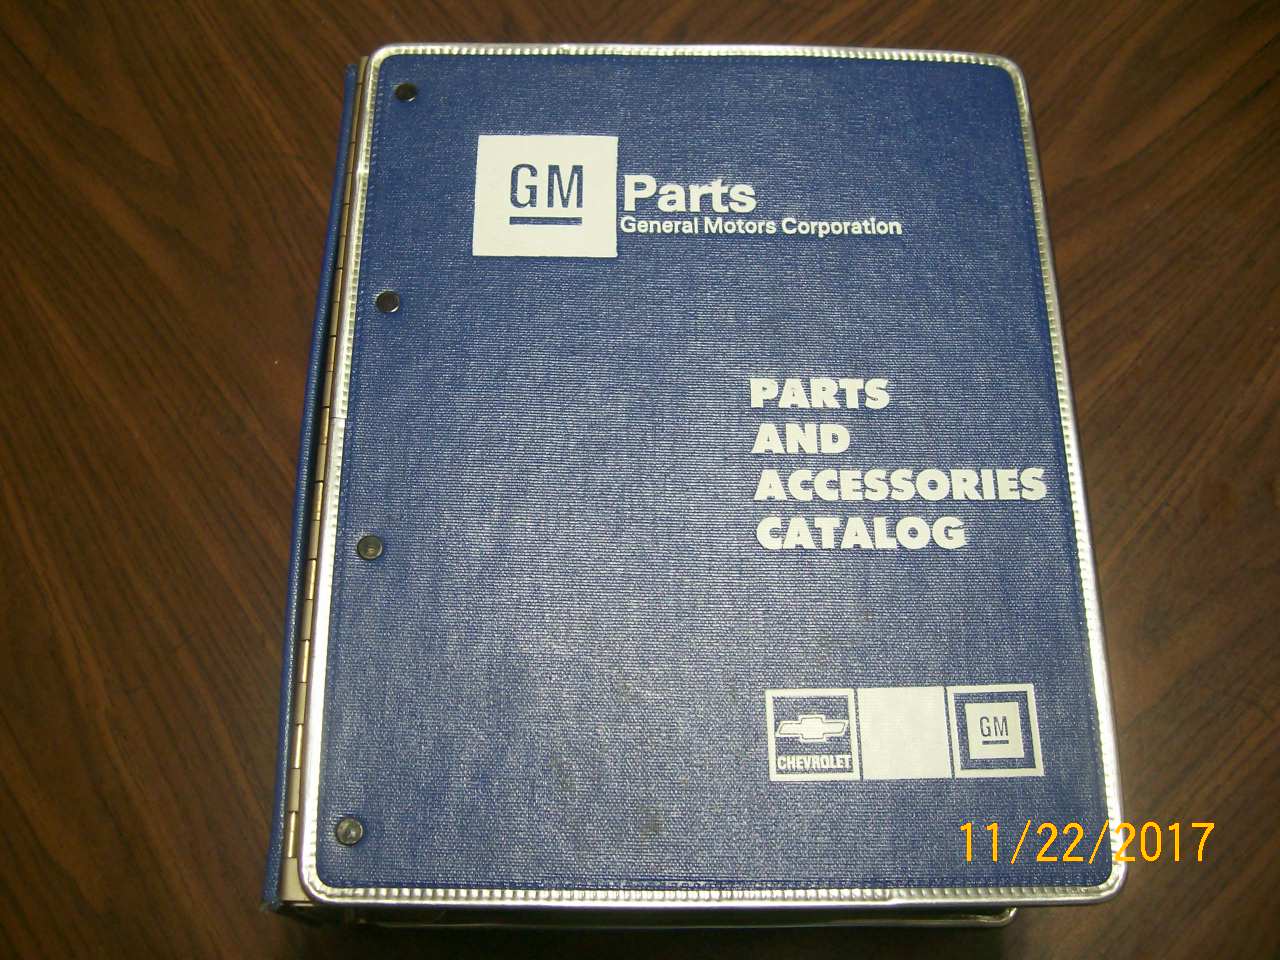 GM
Parts
General Motors Corporation
PARTS
AND
ACCESSORIES
CATALOG
CHEVROLET
GM
11/22/2017